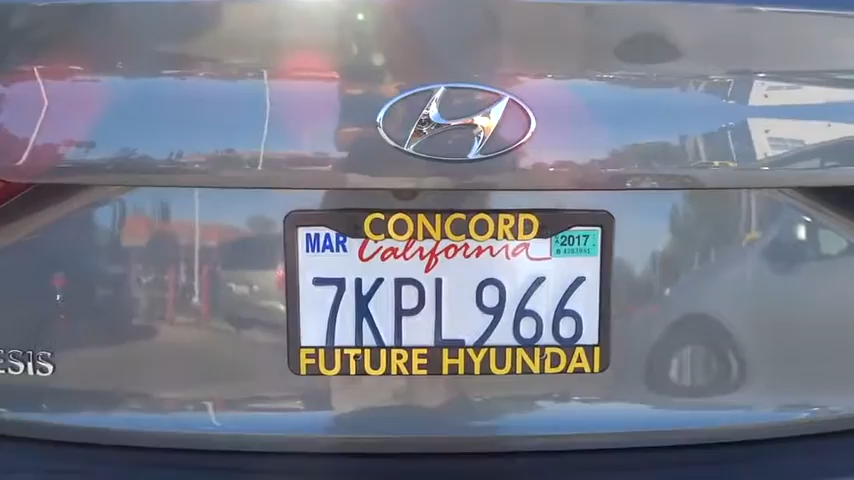 CONCORD
MAR California 2017
7KPL966
FUTURE HYUNDAI
ESIS